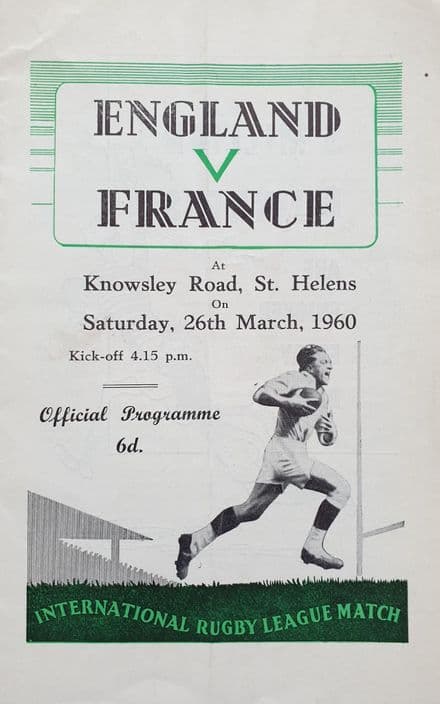 ENGLAND
V
FRANCE
At
Knowsley Road, St. Helens
On
Saturday, 26th March, 1960
Kick-off 4.15 p.m.
Official Programme
6d.
INTERNATIONAL RUGBY LEAGUE MATCH